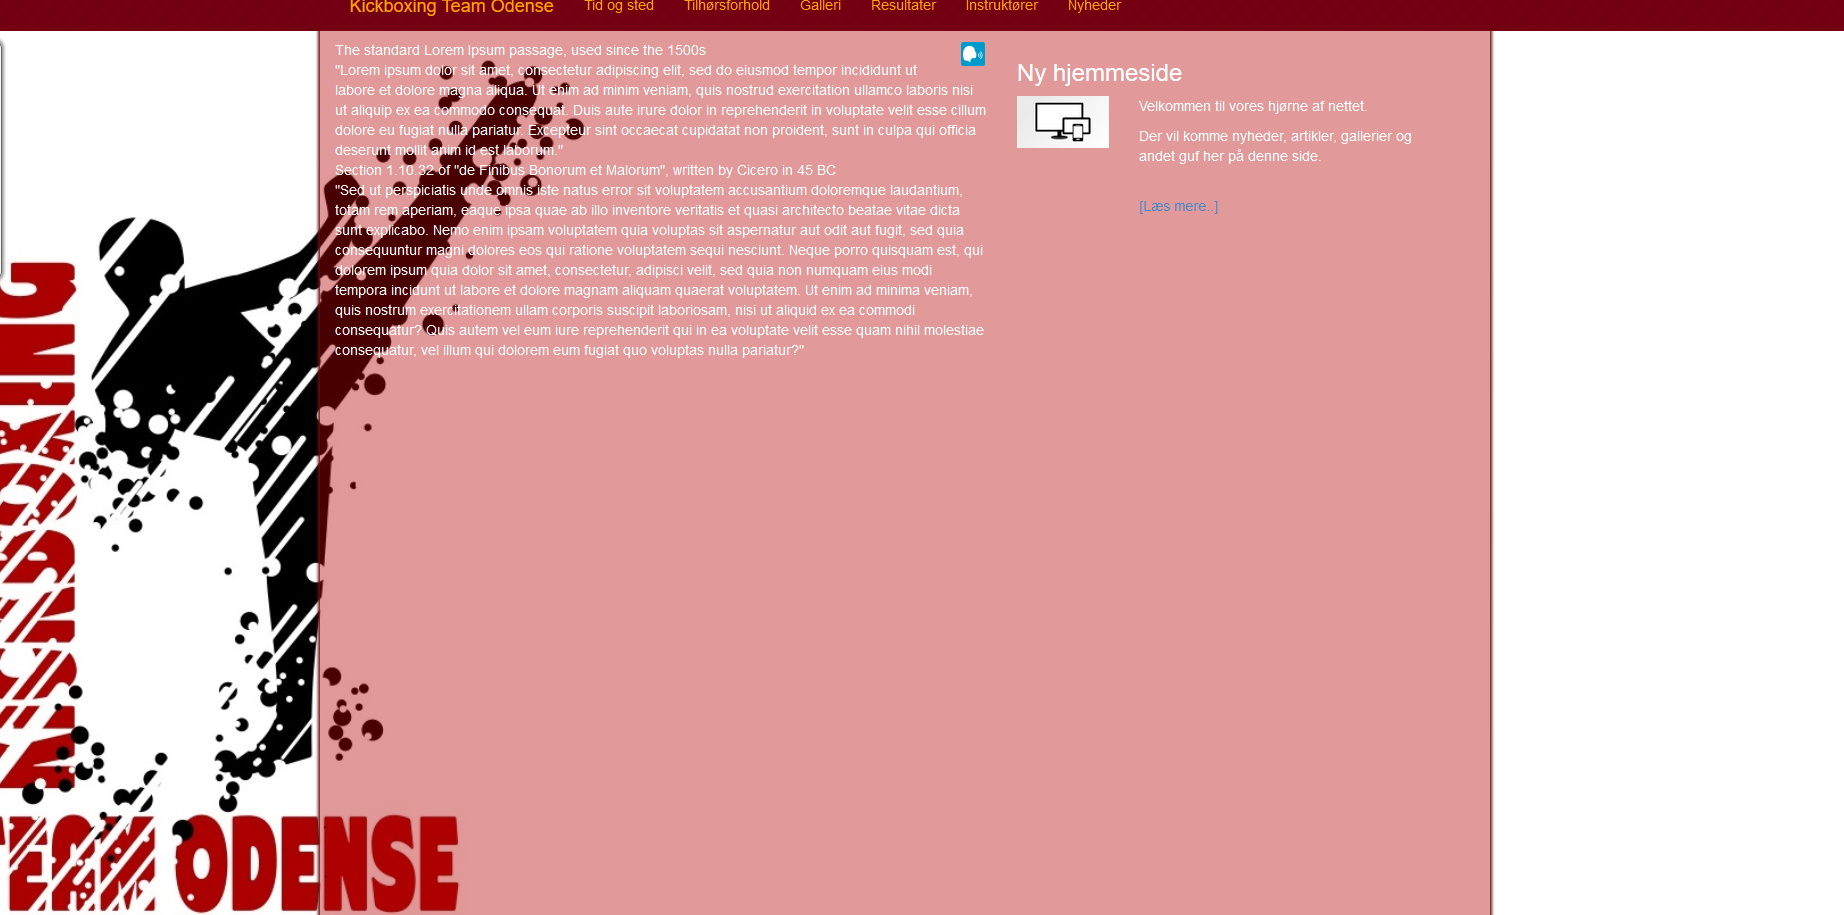 Kickboxing Team Odense Tid og sted Tilhørsforhold Galleri Resultater Instruktører Nyheder
The standard Lorem Ipsum passage, used since the 1500s
"Lorem ipsum dolor sit amet, consectetur adipiscing elit, sed do eiusmod tempor incididunt ut
labore et dolore magna aliqua. Ut enim ad minim veniam, quis nostrud exercitation ullamco laboris nisi
ut aliquip ex ea commodo consequat. Duis aute irure dolor in reprehenderit in voluptate velit esse cillum
dolore eu fugiat nulla pariatur. Excepteur sint occaecat cupidatat non proident, sunt in culpa qui officia
deserunt mollit anim id est laborum."
Section 1.10.32 of "de Finibus Bonorum et Malorum", written by Cicero in 45 BC
"Sed ut perspiciatis unde omnis iste natus error sit voluptatem accusantium doloremque laudantium,
totam rem aperiam, eaque ipsa quae ab illo inventore veritatis et quasi architecto beatae vitae dicta
sunt explicabo. Nemo enim ipsam voluptatem quia voluptas sit aspernatur aut odit aut fugit, sed quia
consequuntur magni dolores eos qui ratione voluptatem sequi nesciunt. Neque porro quisquam est, qui
dolorem ipsum quia dolor sit amet, consectetur, adipisci velit, sed quia non numquam eius modi
tempora incidunt ut labore et dolore magnam aliquam quaerat voluptatem. Ut enim ad minima veniam,
quis nostrum exercitationem ullam corporis suscipit laboriosam, nisi ut aliquid ex ea commodi
consequatur? Quis autem vel eum iure reprehenderit qui in ea voluptate velit esse quam nihil molestiae
consequatur, vel illum qui dolorem eum fugiat quo voluptas nulla pariatur?"
Ny hjemmeside
Velkommen til vores hjørne af nettet.
Der vil komme nyheder, artikler, gallerier og
andet guf her på denne side.
[Læs mere..]
TEAM ODENSE